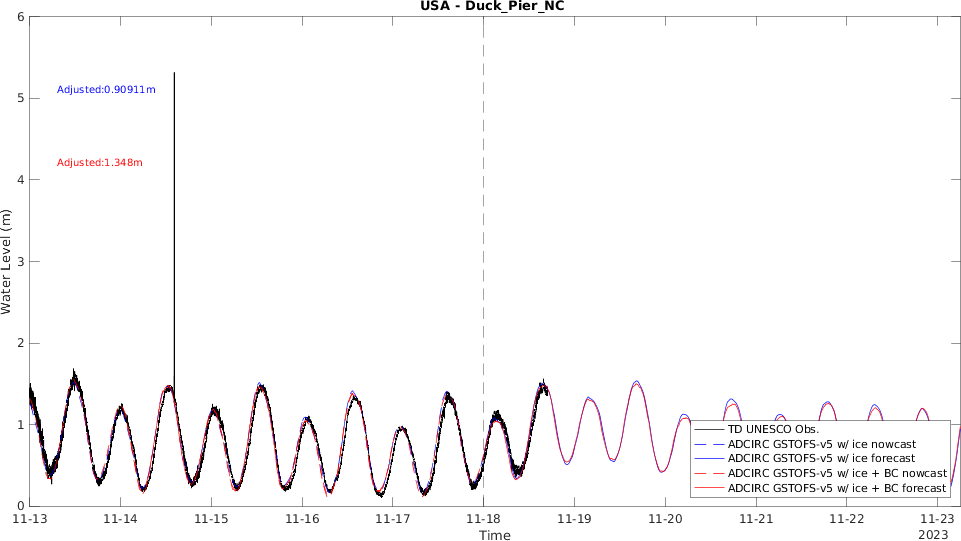 USA - Duck_Pier_NC
6
5
4
3
2
1
0
Water Level (m)
Adjusted:0.90911m
Adjusted:1.348m
TD UNESCO Obs.
ADCIRC GSTOFS-v5 w/ ice nowcast
ADCIRC GSTOFS-v5 w/ ice forecast
ADCIRC GSTOFS-v5 w/ ice + BC nowcast
ADCIRC GSTOFS-v5 w/ ice + BC forecast
11-13 11-14 11-15 11-16 11-17 11-18 11-19 11-20 11-21 11-22 11-23
Time
2023